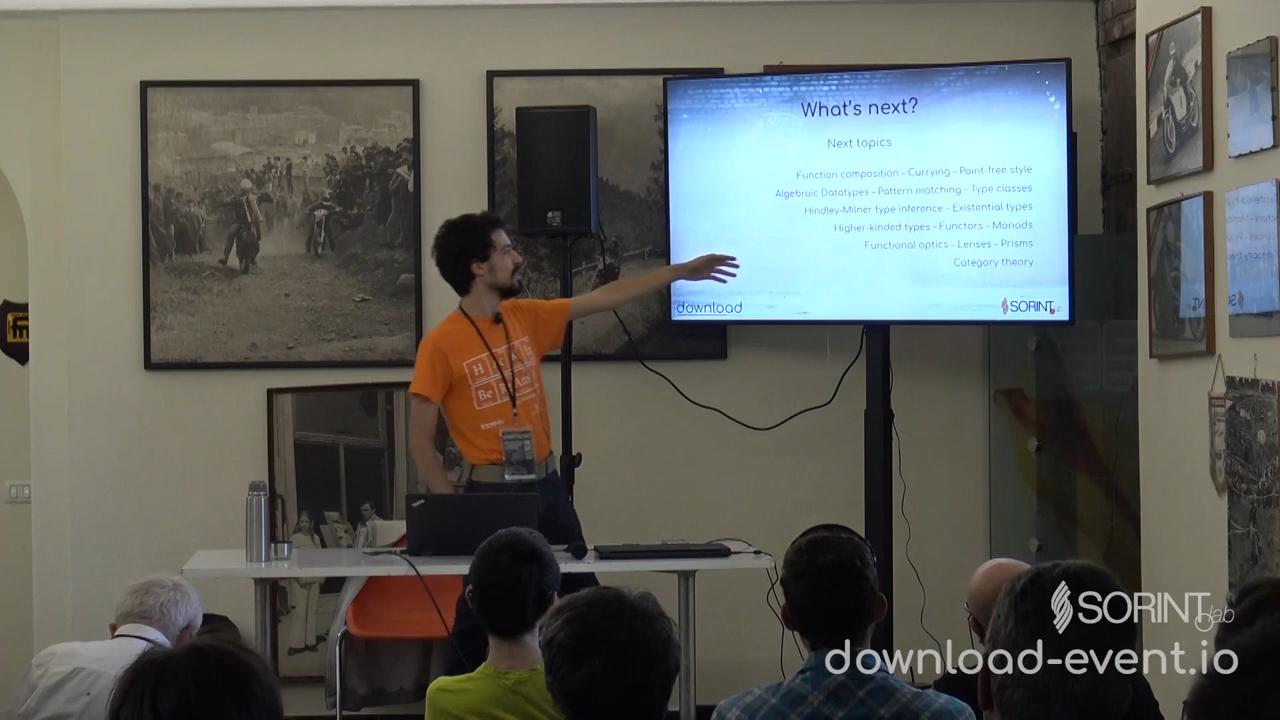 What's next?
Next topics
Function composition - Currying - Point-free style
Algebraic Datatypes - Pattern matching - Type classes
Hindley-Milner type inference - Existential types
Higher-kinded types - Functors - Monads
Functional optics - Lenses - Prisms
Category theory
download
SORINT
H
Be
SORINTlab
download-event.io